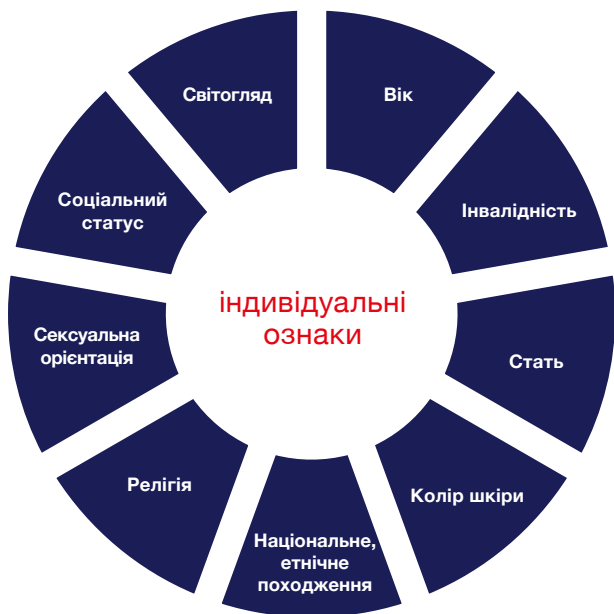 Світогляд
Вік
Соціальний
статус
Інвалідність
індивідуальні
ознаки
Сексуальна
орієнтація
Стать
Релігія
Колір шкіри
Національне,
етнічне
походження